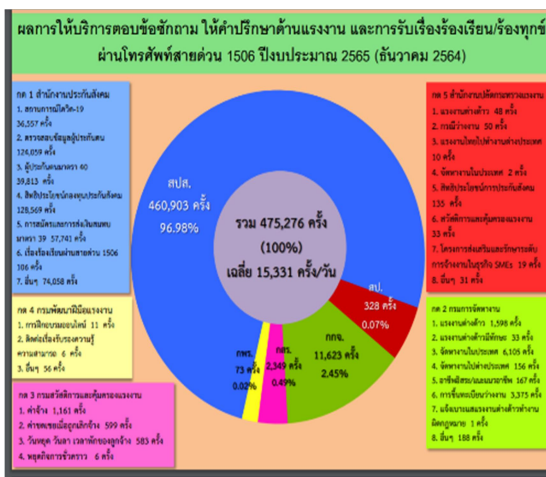 ผลการให้บริการตอบข้อซักถาม ให้คำปรึกษาด้านแรงงาน และการรับเรื่องร้องเรียน/ร้องทุกข์
ผ่านโทรศัพท์สายด่วน 1506 ปีงบประมาณ 2565 (ธันวาคม 2564)
กด 1 สำนักงานประกันสังคม
1. สถานการณ์โควิด-19
36,557 ครั้ง
2. ตรวจสอบข้อมูลผู้ประกันตน
124,059 ครั้ง
3. ผู้ประกันตนมาตรา 40
39,813 ครั้ง
4. สิทธิประโยชน์กองทุนประกันสังคม
128,569 ครั้ง
5. การสมัครและการส่งเงินสมทบ
มาตรา 39 57,741 ครั้ง
6. เรื่องร้องเรียนผ่านสายด่วน 1506
106 ครั้ง
7. อื่นๆ 74,058 ครั้ง
กด 4 กรมพัฒนาฝีมือแรงงาน
1. การฝึกอบรมออนไลน์ 11 ครั้ง
2. ติดต่อเรื่องรับรองความรู้
ความสามารถ 6 ครั้ง
3. อื่นๆ 56 ครั้ง
กด 3 กรมสวัสดิการและคุ้มครองแรงงาน
1. ค่าจ้าง 1,161 ครั้ง
2. ค่าชดเชยเมื่อถูกเลิกจ้าง 599 ครั้ง
3. วันหยุด วันลา เวลาพักของลูกจ้าง 583 ครั้ง
4. หยุดกิจการชั่วคราว 6 ครั้ง
สปส.
460,903 ครั้ง
96.98%
รวม 475,276 ครั้ง
(100%)
เฉลี่ย 15,331 ครั้ง/วัน
สป.
328 ครั้ง
0.07%
กกจ.
11,623 ครั้ง
2.45%
กสร.
2,349 ครั้ง
0.49%
กพร.
73 ครั้ง
0.02%
กด 5 สำนักงานปลัดกระทรวงแรงงาน
1. แรงงานต่างด้าว 48 ครั้ง
2. กรณีว่างงาน 50 ครั้ง
3. แรงงานไทยไปทำงานต่างประเทศ
10 ครั้ง
4. จัดหางานในประเทศ 2 ครั้ง
5. สิทธิประโยชน์การประกันสังคม
135 ครั้ง
6. สวัสดิการและคุ้มครองแรงงาน
33 ครั้ง
7. โครงการส่งเสริมและรักษาระดับ
การจ้างงานในธุรกิจ SMEs 19 ครั้ง
8. อื่นๆ 31 ครั้ง
กด 2 กรมการจัดหางาน
1. แรงงานต่างด้าว 1,598 ครั้ง
2. แรงงานต่างด้าวมีทักษะ 33 ครั้ง
3. จัดหางานในประเทศ 6,105 ครั้ง
4. จัดหางานไปต่างประเทศ 156 ครั้ง
5. อาชีพอิสระ/แนะแนวอาชีพ 167 ครั้ง
6. การขึ้นทะเบียนว่างงาน 3,375 ครั้ง
7. แจ้งเบาะแสแรงงานต่างด้าวทำงาน
ผิดกฎหมาย 1 ครั้ง
8. อื่นๆ 188 ครั้ง